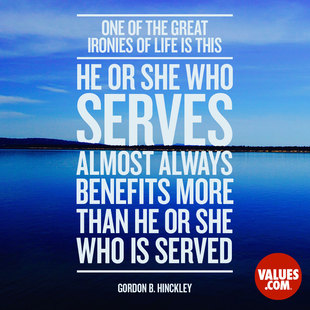 ONE OF THE GREAT
IRONIES OF LIFE IS THIS
HE OR SHE WHO
SERVES
ALMOST ALWAYS
BENEFITS MORE
THAN HE OR SHE
WHO IS SERVED
GORDON B. HINCKLEY
VALUES
.COM